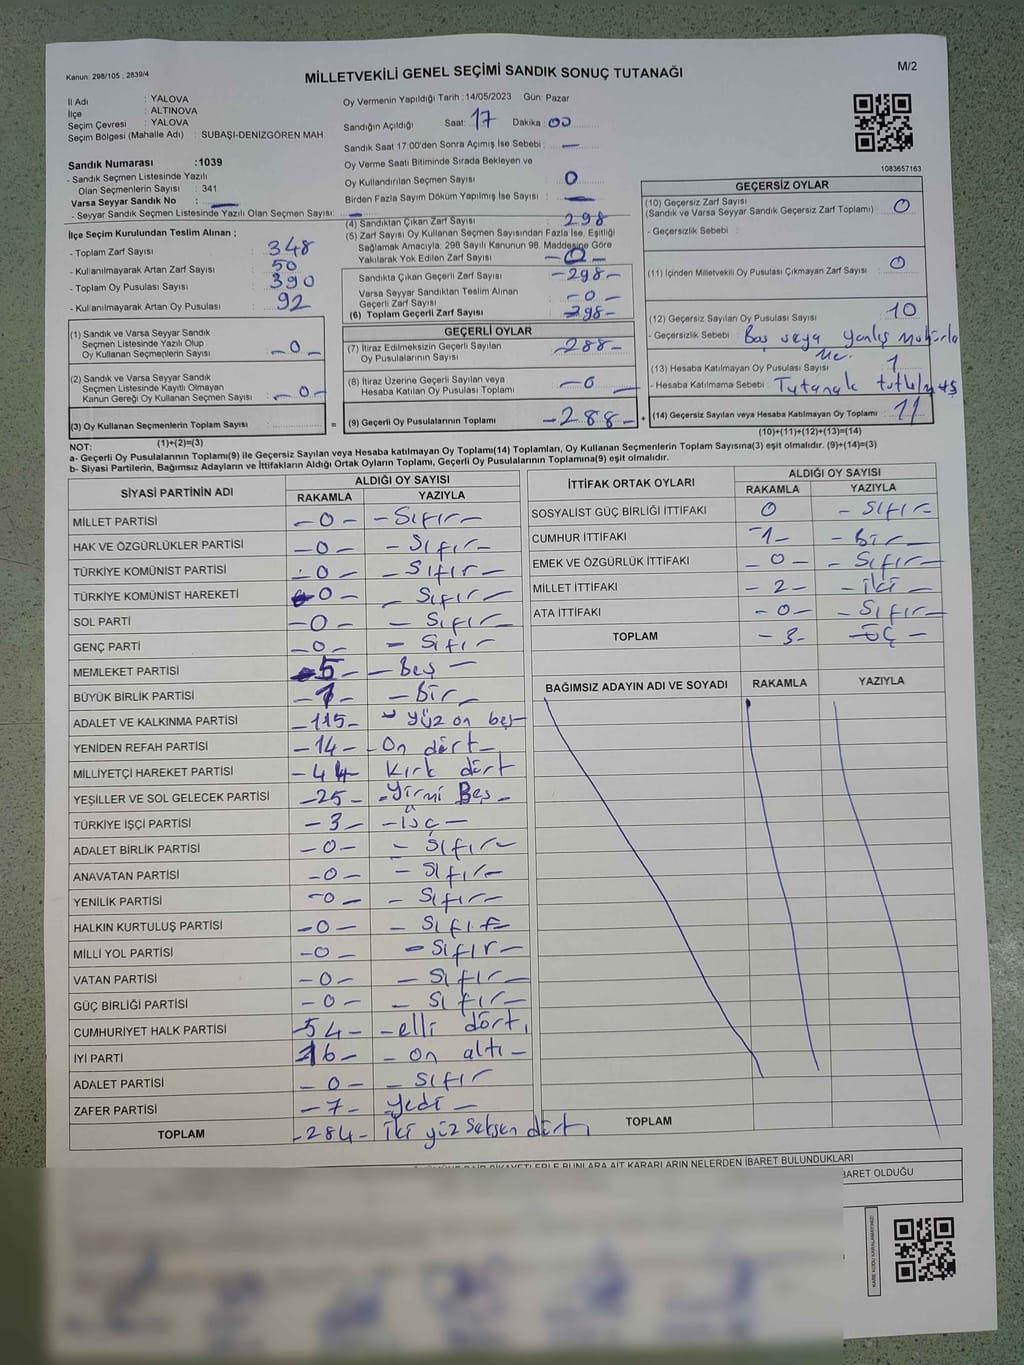 Kanun: 298/105 , 2839/4
MİLLETVEKİLİ GENEL SEÇİMİ SANDIK SONUÇ TUTANAĞI
M/2
İl Adı : YALOVA
İlçe : ALTINOVA
Seçim Çevresi : YALOVA
Seçim Bölgesi (Mahalle Adı) : SUBAŞI-DENİZGÖREN MAH
Sandık Numarası :1039
- Sandık Seçmen Listesinde Yazılı
Olan Seçmenlerin Sayısı : 341
Varsa Seyyar Sandık No : —
- Seyyar Sandık Seçmen Listesinde Yazılı Olan Seçmen Sayısı: —
Oy Vermenin Yapıldığı Tarih :14/05/2023 Gün: Pazar
Sandığın Açıldığı Saat: 17 Dakika: 00
Sandık Saat 17:00'den Sonra Açımış İse Sebebi : —
Oy Verme Saati Bitiminde Sırada Bekleyen ve
Oy Kullandırılan Seçmen Sayısı 0
Birden Fazla Sayım Döküm Yapılmış İse Sayısı : —
1083657163
İlçe Seçim Kurulundan Teslim Alınan ;
- Toplam Zarf Sayısı : 348
- Kullanılmayarak Artan Zarf Sayısı : 50
- Toplam Oy Pusulası Sayısı : 390
- Kullanılmayarak Artan Oy Pusulası : 92
(1) Sandık ve Varsa Seyyar Sandık
Seçmen Listesinde Yazılı Olup
Oy Kullanan Seçmenlerin Sayısı : - 0 -
(2) Sandık ve Varsa Seyyar Sandık
Seçmen Listesinde Kayıtlı Olmayan
Kanun Gereği Oy Kullanan Seçmen Sayısı : - 0 -
(3) Oy Kullanan Seçmenlerin Toplam Sayısı :
(1)+(2)=(3)
(4) Sandıktan Çıkan Zarf Sayısı : 298
(5) Zarf Sayısı Oy Kullanan Seçmen Sayısından Fazla İse, Eşitliği
Sağlamak Amacıyla, 298 Sayılı Kanunun 98. Maddesine Göre
Yakılarak Yok Edilen Zarf Sayısı : -0-
Sandıkta Çıkan Geçerli Zarf Sayısı : -298-
Varsa Seyyar Sandıktan Teslim Alınan
Geçerli Zarf Sayısı : -0-
(6) Toplam Geçerli Zarf Sayısı : 298-
GEÇERLİ OYLAR
(7) İtiraz Edilmeksizin Geçerli Sayılan
Oy Pusulalarının Sayısı : -288-
(8) İtiraz Üzerine Geçerli Sayılan veya
Hesaba Katılan Oy Pusulası Toplamı : -0
= (9) Geçerli Oy Pusulalarının Toplamı : -288- +
GEÇERSİZ OYLAR
(10) Geçersiz Zarf Sayısı
(Sandık ve Varsa Seyyar Sandık Geçersiz Zarf Toplamı) : 0
- Geçersizlik Sebebi :
(11) İçinden Milletvekili Oy Pusulası Çıkmayan Zarf Sayısı : 0
(12) Geçersiz Sayılan Oy Pusulası Sayısı : 10
- Geçersizlik Sebebi : Boş veya yanlış
(13) Hesaba Katılmayan Oy Pusulası Sayısı : 1
- Hesaba Katılmama Sebebi : Tutanak
(14) Geçersiz Sayılan veya Hesaba Katılmayan Oy Toplamı : 11
(10)+(11)+(12)+(13)=(14)
NOT:
a- Geçerli Oy Pusulalarının Toplamı(9) ile Geçersiz Sayılan veya Hesaba katılmayan Oy Toplamı(14) Toplamları, Oy Kullanan Seçmenlerin Toplam Sayısına(3) eşit olmalıdır. (9)+(14)=(3)
b- Siyasi Partilerin, Bağımsız Adayların ve İttifakların Aldığı Ortak Oyların Toplamı, Geçerli Oy Pusulalarının Toplamına(9) eşit olmalıdır.
SİYASİ PARTİNİN ADI ALDIĞI OY SAYISI
RAKAMLA YAZIYLA
MİLLET PARTİSİ -0- -Sıfır-
HAK VE ÖZGÜRLÜKLER PARTİSİ -0- -Sıfır-
TÜRKİYE KOMÜNİST PARTİSİ -0- -Sıfır-
TÜRKİYE KOMÜNİST HAREKETİ 0- -Sıfır-
SOL PARTİ -0- -Sıfır-
GENÇ PARTİ -0- -Sıfır-
MEMLEKET PARTİSİ 5- -Beş-
BÜYÜK BİRLİK PARTİSİ -1- -Bir-
ADALET VE KALKINMA PARTİSİ -115- -yüz on beş-
YENİDEN REFAH PARTİSİ -14- -On dört-
MİLLİYETÇİ HAREKET PARTİSİ -44- kırk dört
YEŞİLLER VE SOL GELECEK PARTİSİ -25- -Yirmi Beş-
TÜRKİYE İŞÇİ PARTİSİ -3- -üç-
ADALET BİRLİK PARTİSİ -0- -Sıfır-
ANAVATAN PARTİSİ -0- -Sıfır-
YENİLİK PARTİSİ -0- -Sıfır-
HALKIN KURTULUŞ PARTİSİ -0- -Sıfır-
MİLLİ YOL PARTİSİ -0- -Sıfır-
VATAN PARTİSİ -0- -Sıfır-
GÜÇ BİRLİĞİ PARTİSİ -0- -Sıfır-
CUMHURİYET HALK PARTİSİ -54- -elli dört
İYİ PARTİ 16- -on altı-
ADALET PARTİSİ -0- -Sıfır
ZAFER PARTİSİ -7- Yedi-
TOPLAM -284- iki yüz seksen dört
İTTİFAK ORTAK OYLARI ALDIĞI OY SAYISI
RAKAMLA YAZIYLA
SOSYALİST GÜÇ BİRLİĞİ İTTİFAKI 0 -Sıfır-
CUMHUR İTTİFAKI -1- -Bir-
EMEK VE ÖZGÜRLÜK İTTİFAKI -0- -Sıfır-
MİLLET İTTİFAKI -2- -iki-
ATA İTTİFAKI -0- -Sıfır-
TOPLAM -3- -ÜÇ-
BAĞIMSIZ ADAYIN ADI VE SOYADI RAKAMLA YAZIYLA
TOPLAM
NELERDEN İBARET BULUNDUKLARI
BARET OLDUĞU
KARE KODU KARALAMAYINIZ!